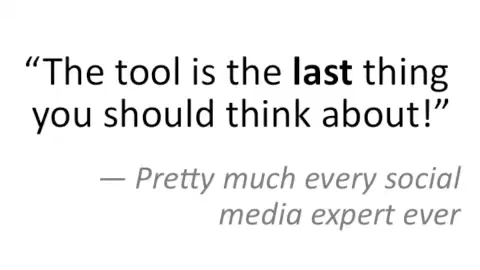 “The tool is the last thing
you should think about!”
— Pretty much every social
media expert ever